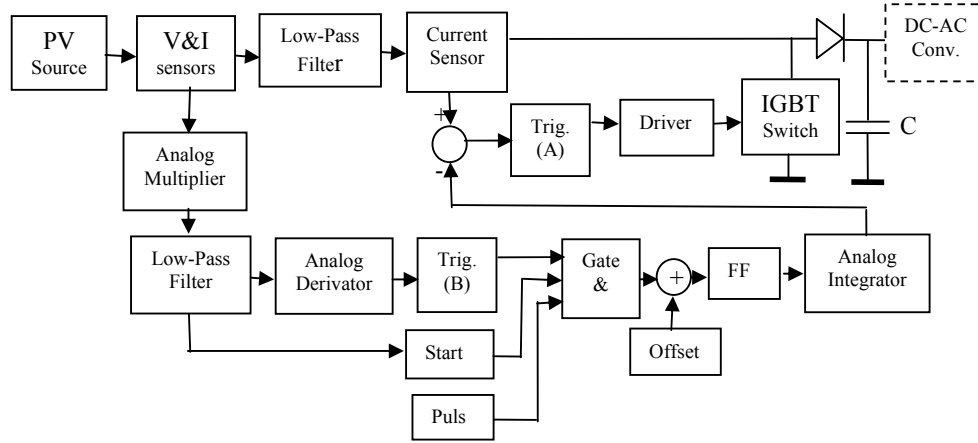 PV
Source
V&I
sensors
Low-Pass
Filter
Current
Sensor
DC-AC
Conv.
+
-
Trig.
(A)
Driver
IGBT
Switch
C
Analog
Multiplier
Low-Pass
Filter
Analog
Derivator
Trig.
(B)
Gate
&
+
FF
Analog
Integrator
Start
Offset
Puls